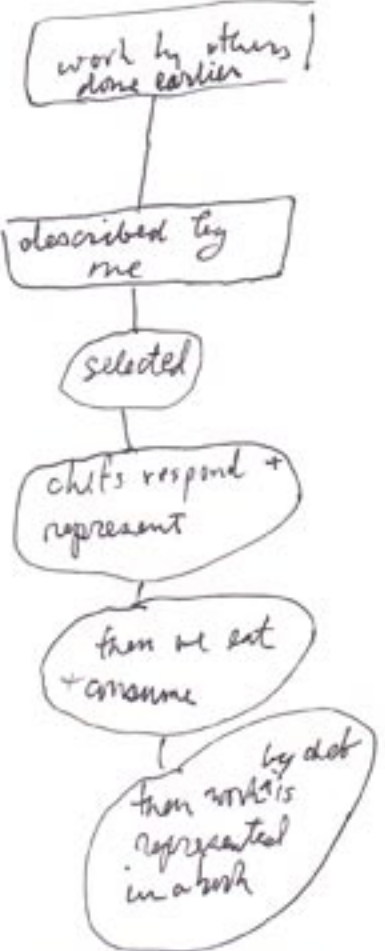 work by others
done earlier
described by
me
selected
chefs respond +
represent
then we eat
+ consume
by chef
then work is
represented
in a book